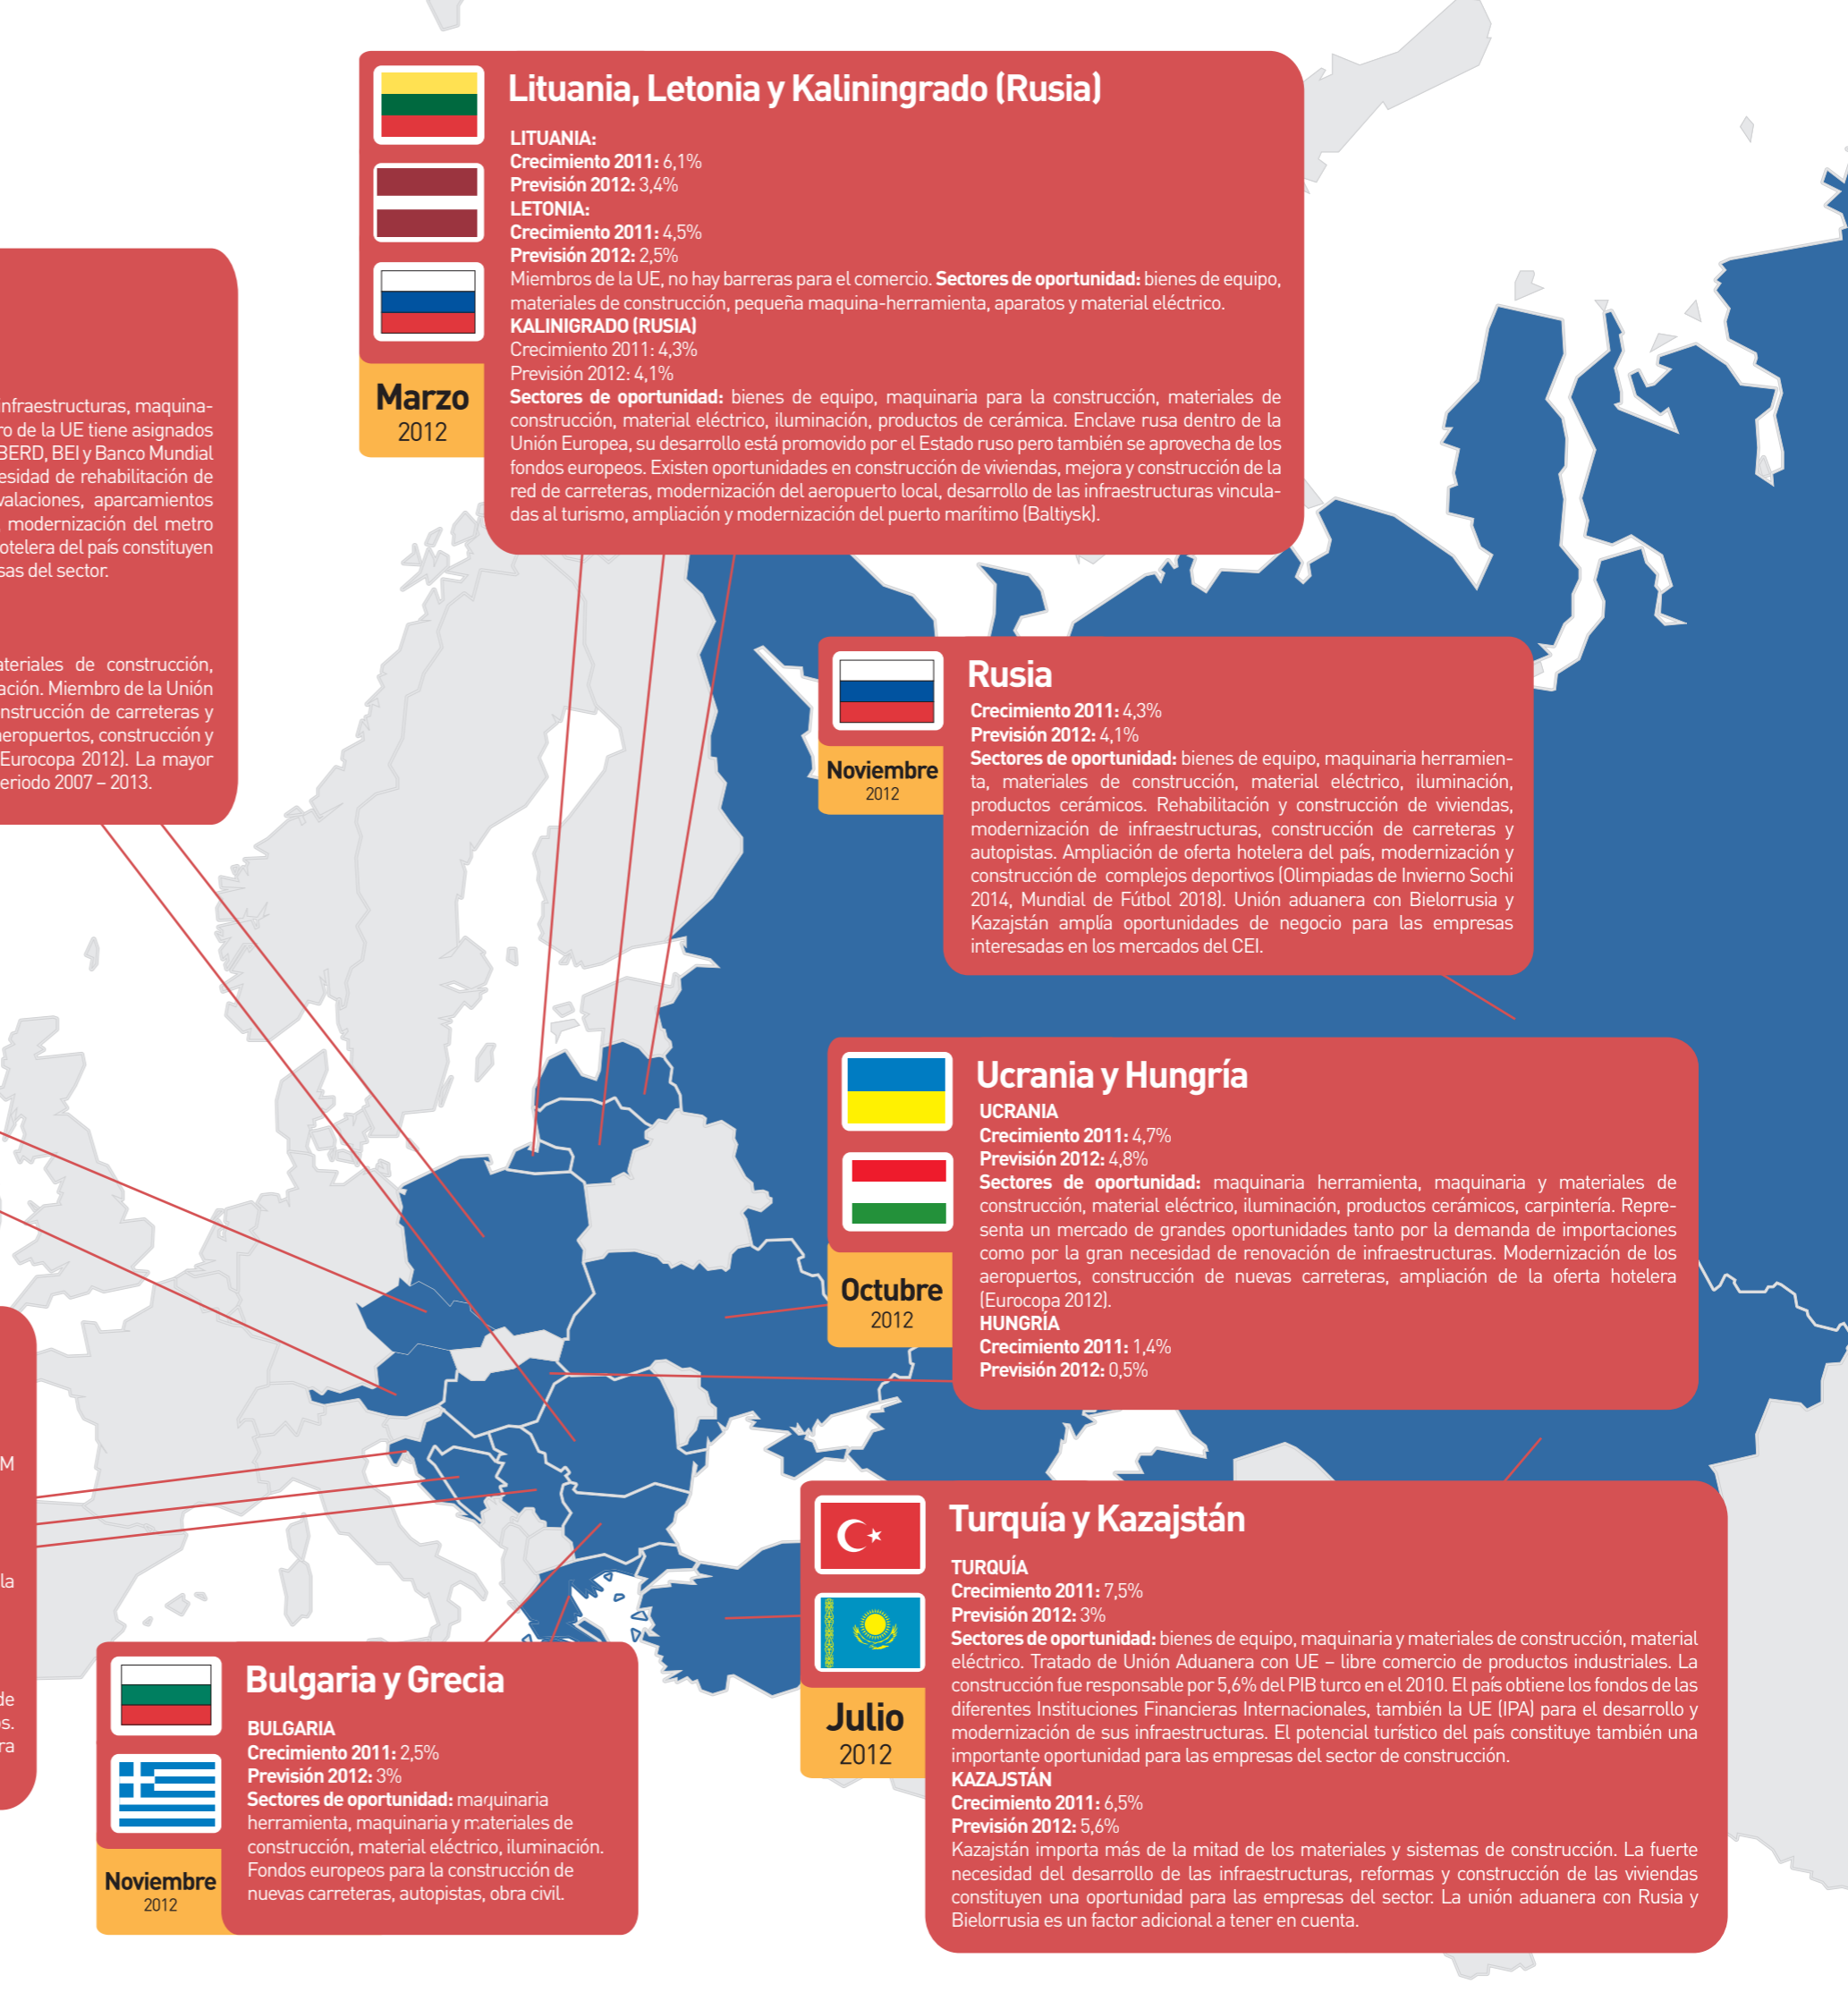 Lituania, Letonia y Kaliningrado (Rusia)
LITUANIA:
Crecimiento 2011: 6,1%
Previsión 2012: 3,4%
LETONIA:
Crecimiento 2011: 4,5%
Previsión 2012: 2,5%
Miembros de la UE, no hay barreras para el comercio. Sectores de oportunidad: bienes de equipo,
materiales de construcción, pequeña maquina-herramienta, aparatos y material eléctrico.
KALINIGRADO (RUSIA)
Crecimiento 2011: 4,3%
Previsión 2012: 4,1%
Sectores de oportunidad: bienes de equipo, maquinaria para la construcción, materiales de
construcción, material eléctrico, iluminación, productos de cerámica. Enclave rusa dentro de la
Unión Europea, su desarrollo está promovido por el Estado ruso pero también se aprovecha de los
fondos europeos. Existen oportunidades en construcción de viviendas, mejora y construcción de la
red de carreteras, modernización del aeropuerto local, desarrollo de las infraestructuras vincula-
das al turismo, ampliación y modernización del puerto marítimo (Baltiysk).
Marzo
2012
infraestructuras, maquina-
ro de la UE tiene asignados
BERD, BEI y Banco Mundial
esidad de rehabilitación de
valaciones, aparcamientos
modernización del metro
otelera del país constituyen
sas del sector.
ateriales de construcción,
ación. Miembro de la Unión
nstrucción de carreteras y
aeropuertos, construcción y
Eurocopa 2012). La mayor
eriodo 2007 – 2013.
Rusia
Crecimiento 2011: 4,3%
Previsión 2012: 4,1%
Sectores de oportunidad: bienes de equipo, maquinaria herramien-
ta, materiales de construcción, material eléctrico, iluminación,
productos cerámicos. Rehabilitación y construcción de viviendas,
modernización de infraestructuras, construcción de carreteras y
autopistas. Ampliación de oferta hotelera del país, modernización y
construcción de complejos deportivos (Olimpiadas de Invierno Sochi
2014, Mundial de Fútbol 2018). Unión aduanera con Bielorrusia y
Kazajstán amplía oportunidades de negocio para las empresas
interesadas en los mercados del CEI.
Noviembre
2012
Ucrania y Hungría
UCRANIA
Crecimiento 2011: 4,7%
Previsión 2012: 4,8%
Sectores de oportunidad: maquinaria herramienta, maquinaria y materiales de
construcción, material eléctrico, iluminación, productos cerámicos, carpintería. Repre-
senta un mercado de grandes oportunidades tanto por la demanda de importaciones
como por la gran necesidad de renovación de infraestructuras. Modernización de los
aeropuertos, construcción de nuevas carreteras, ampliación de la oferta hotelera
(Eurocopa 2012).
HUNGRÍA
Crecimiento 2011: 1,4%
Previsión 2012: 0,5%
Octubre
2012
M
la
de
os.
ra
Turquía y Kazajstán
TURQUÍA
Crecimiento 2011: 7,5%
Previsión 2012: 3%
Sectores de oportunidad: bienes de equipo, maquinaria y materiales de construcción, material
eléctrico. Tratado de Unión Aduanera con UE – libre comercio de productos industriales. La
construcción fue responsable por 5,6% del PIB turco en el 2010. El país obtiene los fondos de las
diferentes Instituciones Financieras Internacionales, también la UE (IPA) para el desarrollo y
modernización de sus infraestructuras. El potencial turístico del país constituye también una
importante oportunidad para las empresas del sector de construcción.
KAZAJSTÁN
Crecimiento 2011: 6,5%
Previsión 2012: 5,6%
Kazajstán importa más de la mitad de los materiales y sistemas de construcción. La fuerte
necesidad del desarrollo de las infraestructuras, reformas y construcción de las viviendas
constituyen una oportunidad para las empresas del sector. La unión aduanera con Rusia y
Bielorrusia es un factor adicional a tener en cuenta.
Julio
2012
Bulgaria y Grecia
BULGARIA
Crecimiento 2011: 2,5%
Previsión 2012: 3%
Sectores de oportunidad: maquinaria
herramienta, maquinaria y materiales de
construcción, material eléctrico, iluminación.
Fondos europeos para la construcción de
nuevas carreteras, autopistas, obra civil.
Noviembre
2012